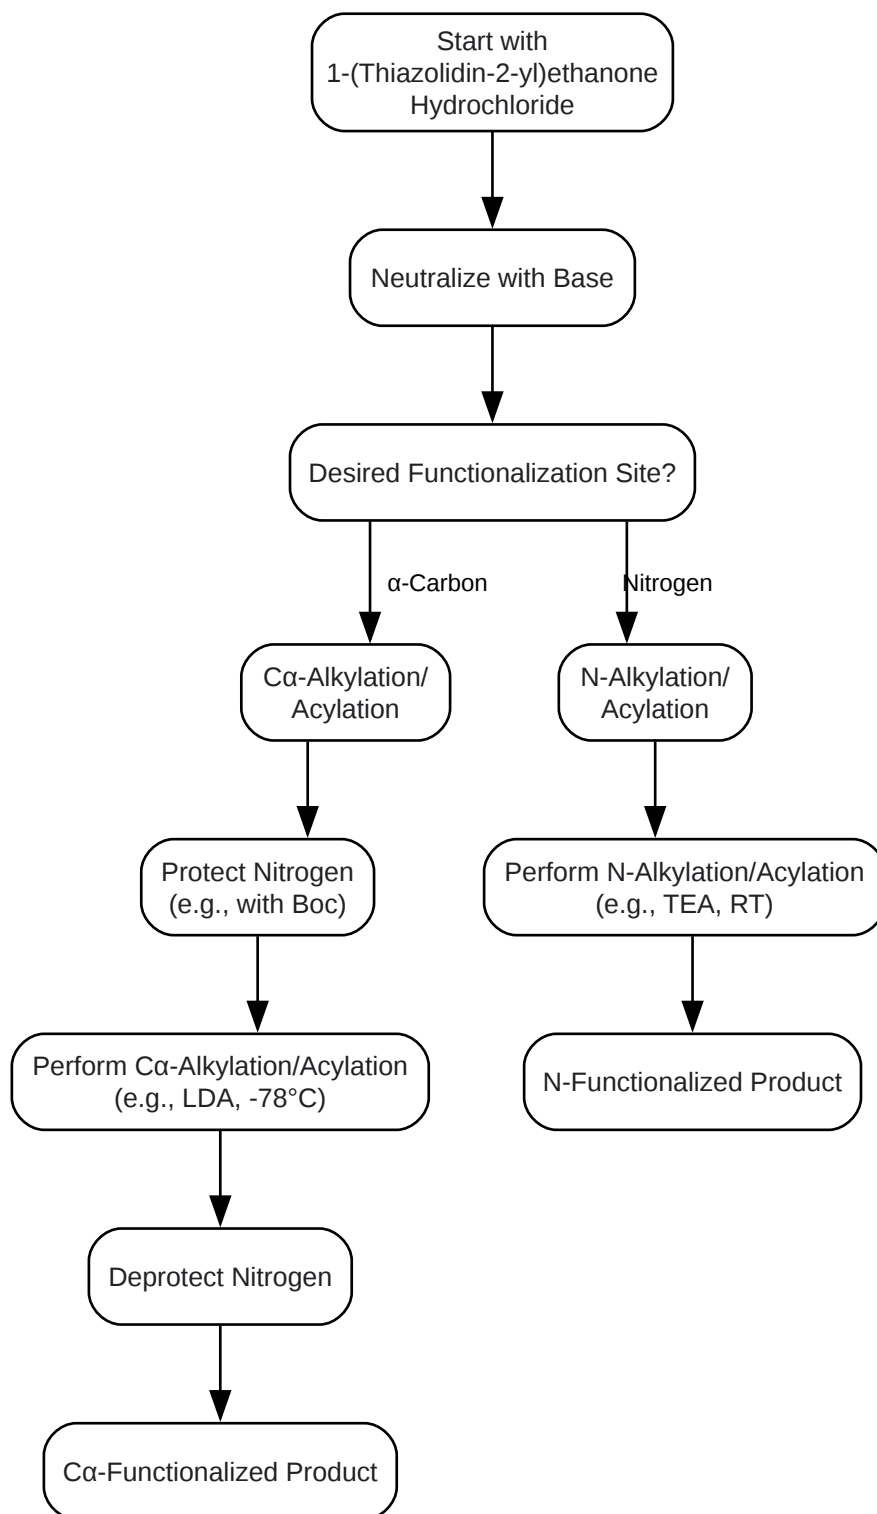 Start with
1-(Thiazolidin-2-yl)ethanone
Hydrochloride
Neutralize with Base
Desired Functionalization Site?
α-Carbon
Nitrogen
Cα-Alkylation/
Acylation
N-Alkylation/
Acylation
Protect Nitrogen
(e.g., with Boc)
Perform N-Alkylation/Acylation
(e.g., TEA, RT)
Perform Cα-Alkylation/Acylation
(e.g., LDA, -78°C)
N-Functionalized Product
Deprotect Nitrogen
Cα-Functionalized Product